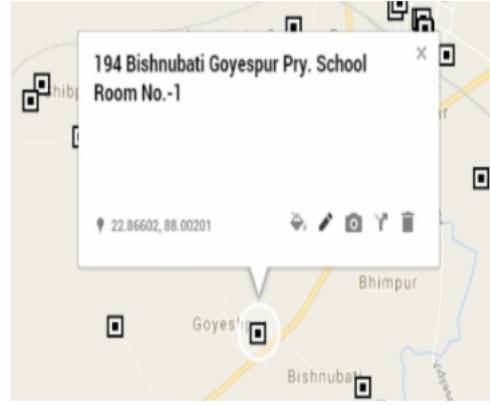 194 Bishnubati Goyespur Pry. School
Room No.-1
22.86602, 88.00201
Bhimpur
Bishnubati